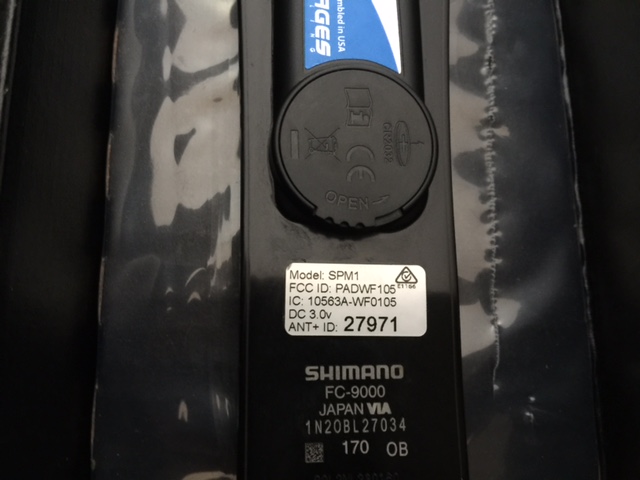 Assembled in USA
AGES
CR2032
OPEN
Model: SPM1
FCC ID: PADWF105
IC: 10563A-WF0105
DC 3.0v
ANT+ ID: 27971
SHIMANO
FC-9000
JAPAN VIA
1N20BL27034
170 OB